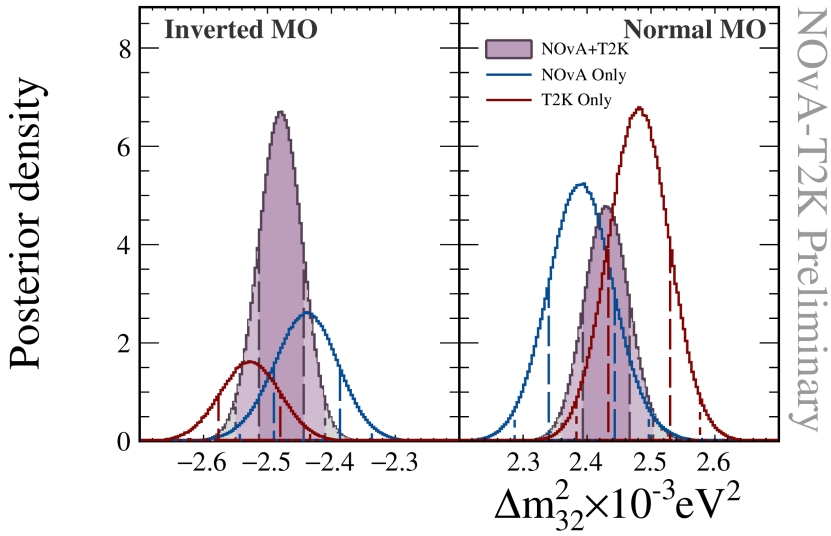 Inverted MO
Normal MO
NOvA+T2K
NOvA Only
T2K Only
Posterior density
8
6
4
2
0
−2.6 −2.5 −2.4 −2.3
2.3 2.4 2.5 2.6
Δm²₃₂×10⁻³eV²
NOvA-T2K Preliminary